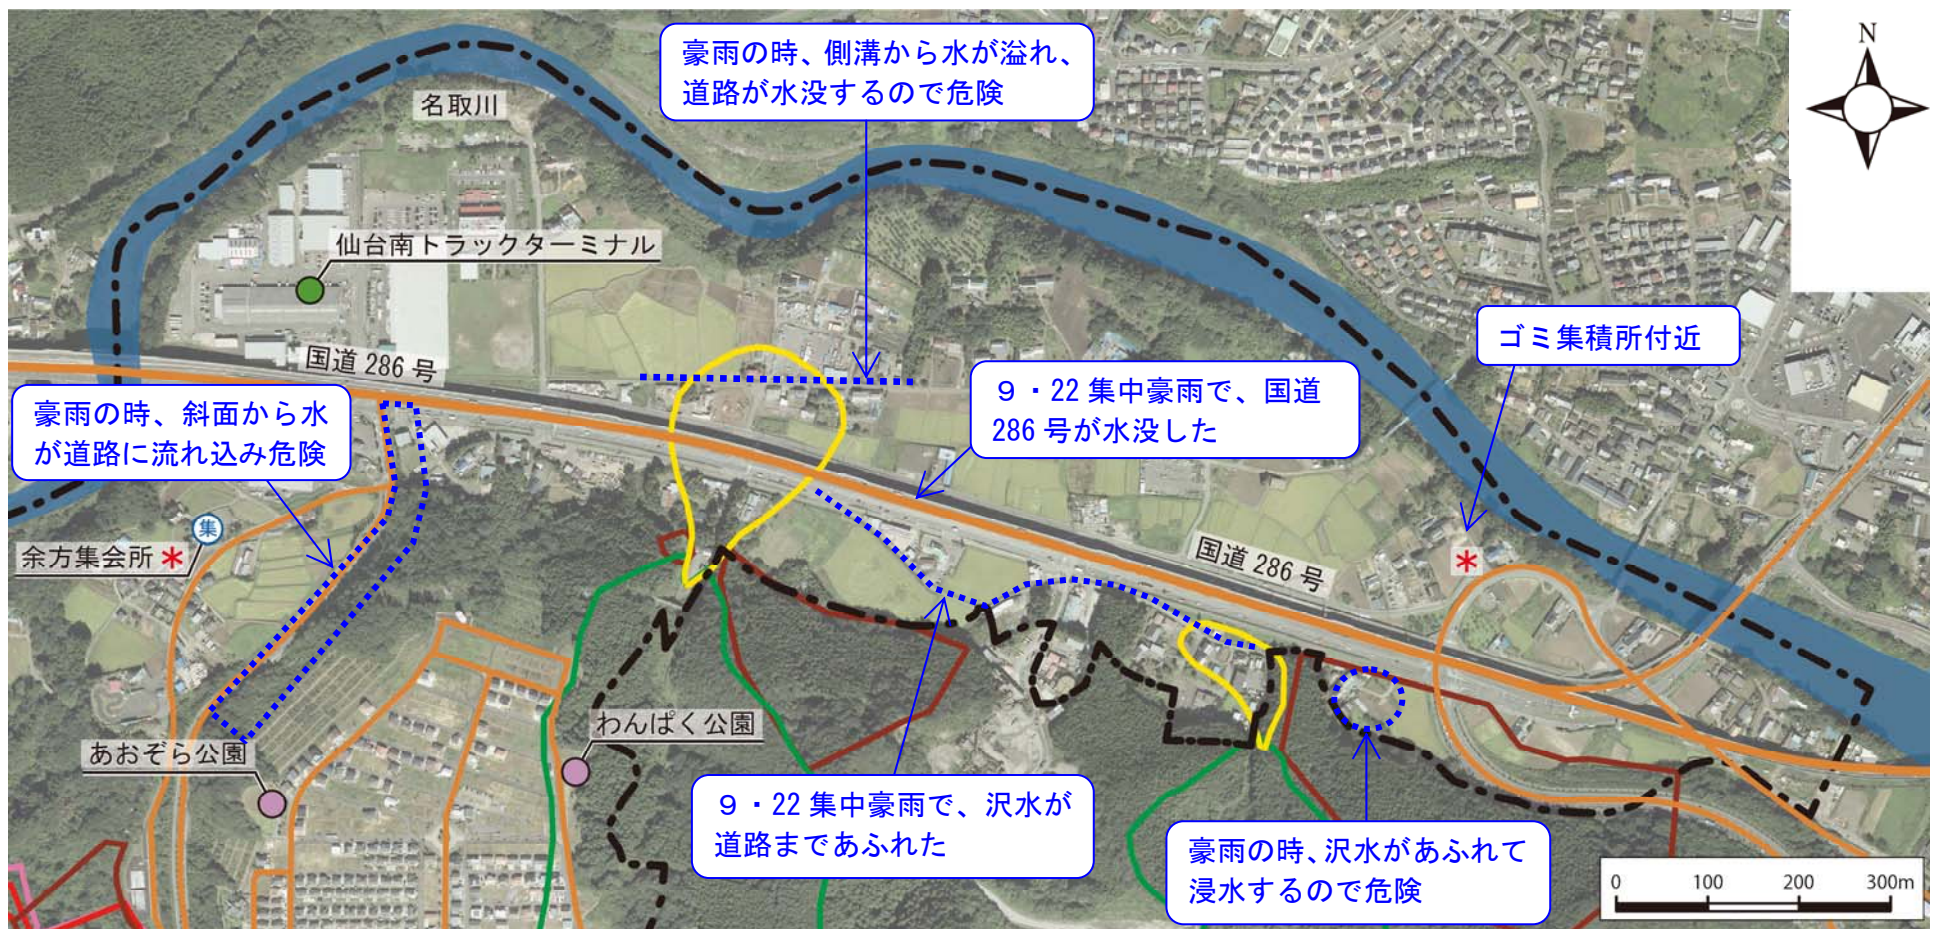 豪雨の時、側溝から水が溢れ、
道路が水没するので危険
N
名取川
仙台南トラックターミナル
国道 286 号
ゴミ集積所付近
9・22 集中豪雨で、国道
286 号が水没した
豪雨の時、斜面から水
が道路に流れ込み危険
集
余方集会所 *
国道 286 号
*
わんぱく公園
あおぞら公園
9・22 集中豪雨で、沢水が
道路まであふれた
豪雨の時、沢水があふれて
浸水するので危険
0 100 200 300m